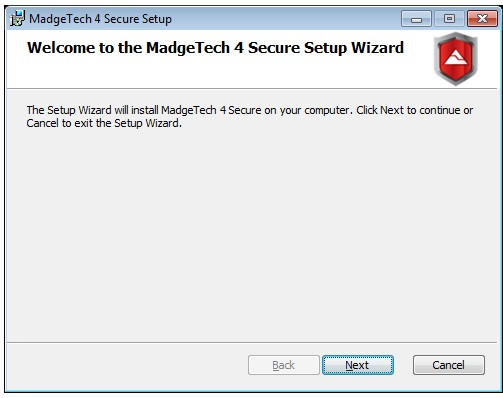 MadgeTech 4 Secure Setup
Welcome to the MadgeTech 4 Secure Setup Wizard
The Setup Wizard will install MadgeTech 4 Secure on your computer. Click Next to continue or
Cancel to exit the Setup Wizard.
Back Next Cancel